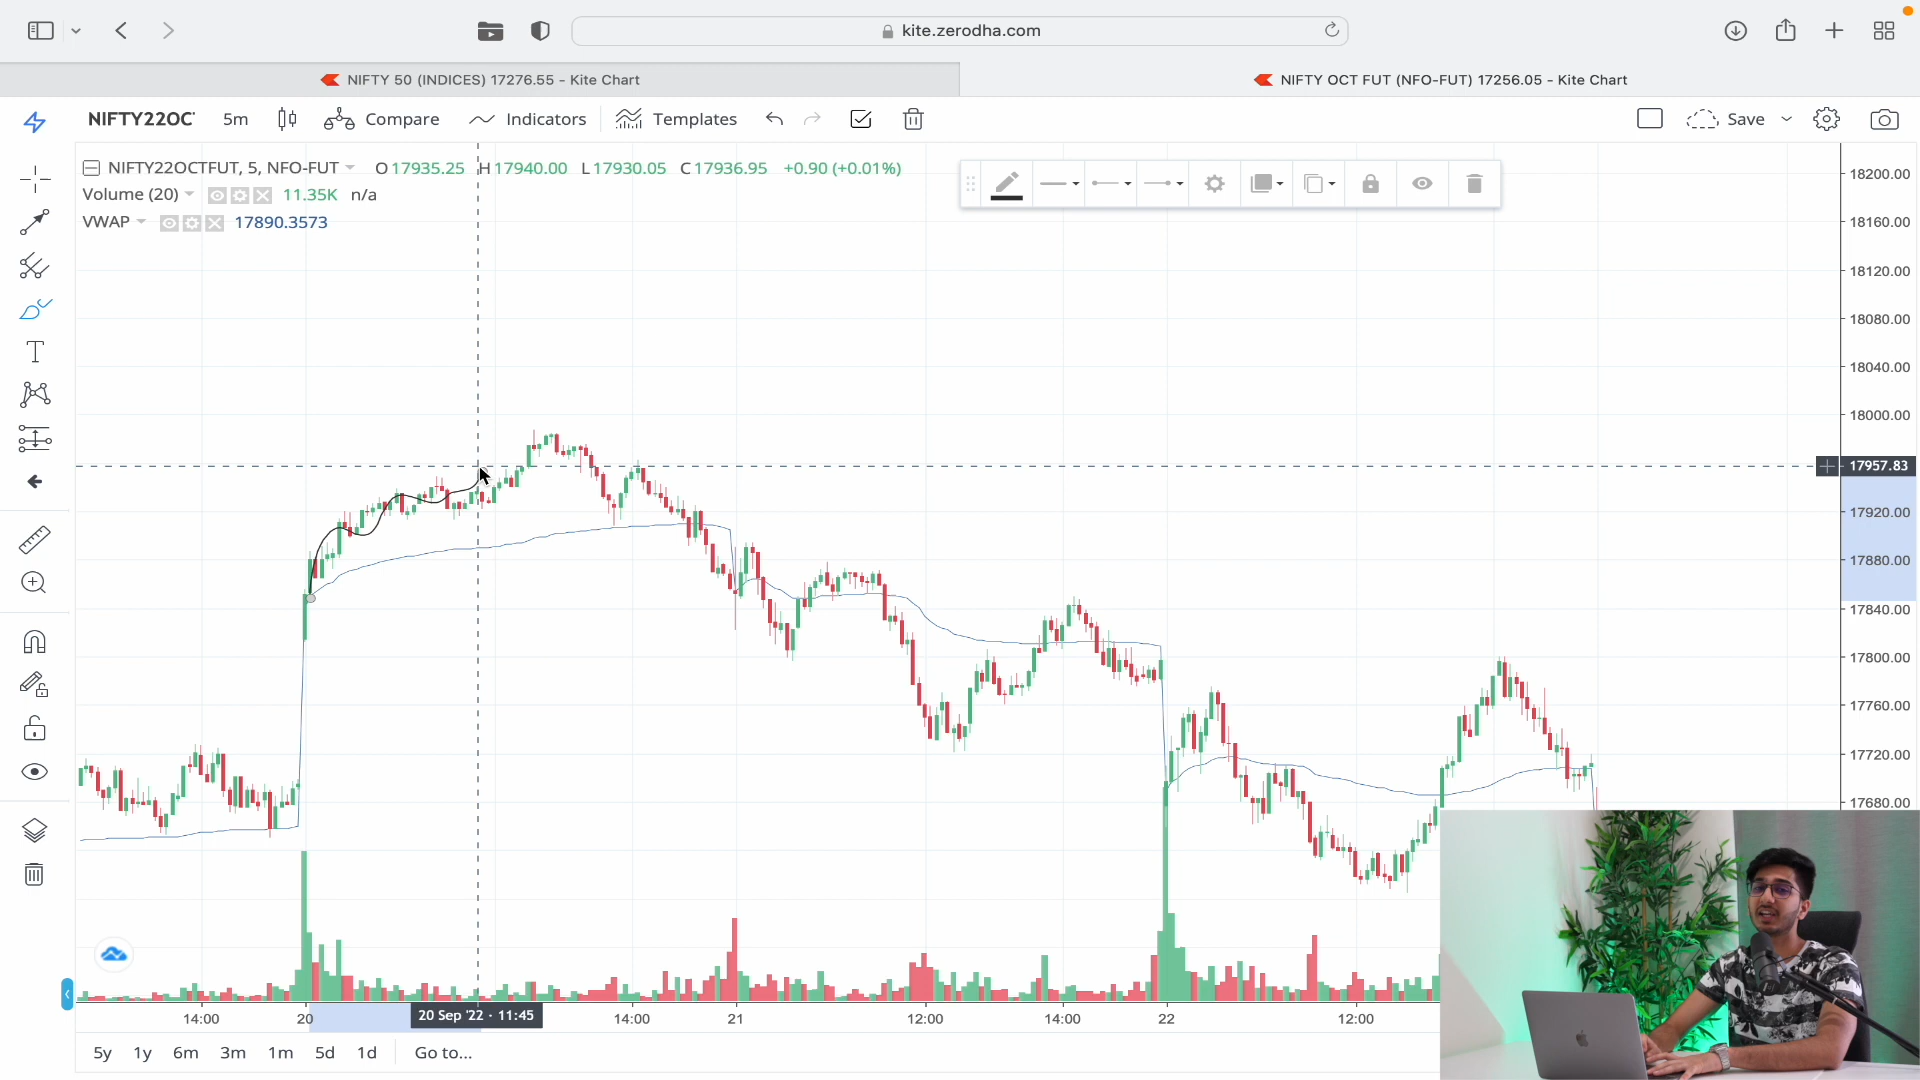 kite.zerodha.com
NIFTY 50 (INDICES) 17276.55 - Kite Chart
NIFTY OCT FUT (NFO-FUT) 17256.05 - Kite Chart
NIFTY22OC
5m
Compare
Indicators
Templates
Save
NIFTY22OCTFUT, 5, NFO-FUT O 17935.25 H 17940.00 L 17930.05 C 17936.95 +0.90 (+0.01%)
Volume (20) 11.35K n/a
VWAP 17890.3573
18200.00
18160.00
18120.00
18080.00
18040.00
18000.00
17957.83
17920.00
17880.00
17840.00
17800.00
17760.00
17720.00
17680.00
14:00
20
20 Sep '22 - 11:45
14:00
21
12:00
14:00
22
12:00
5y 1y 6m 3m 1m 5d 1d Go to...